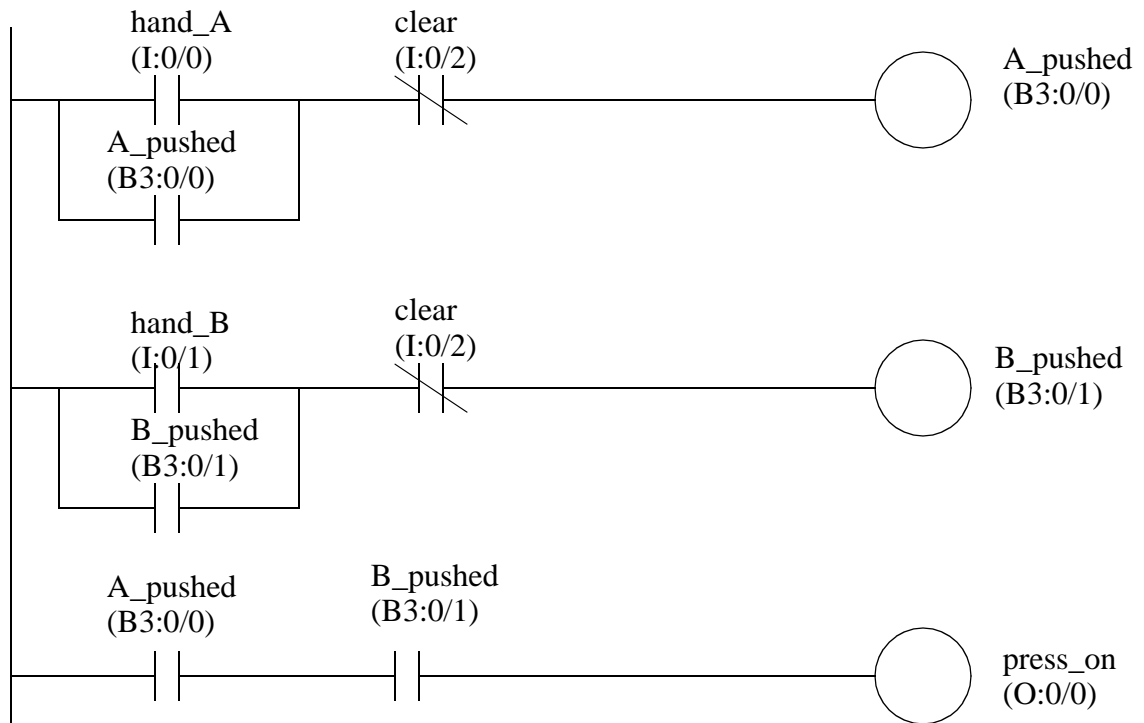 hand_A
(I:0/0)
clear
(I:0/2)
A_pushed
(B3:0/0)
A_pushed
(B3:0/0)
hand_B
(I:0/1)
clear
(I:0/2)
B_pushed
(B3:0/1)
B_pushed
(B3:0/1)
A_pushed
(B3:0/0)
B_pushed
(B3:0/1)
press_on
(O:0/0)